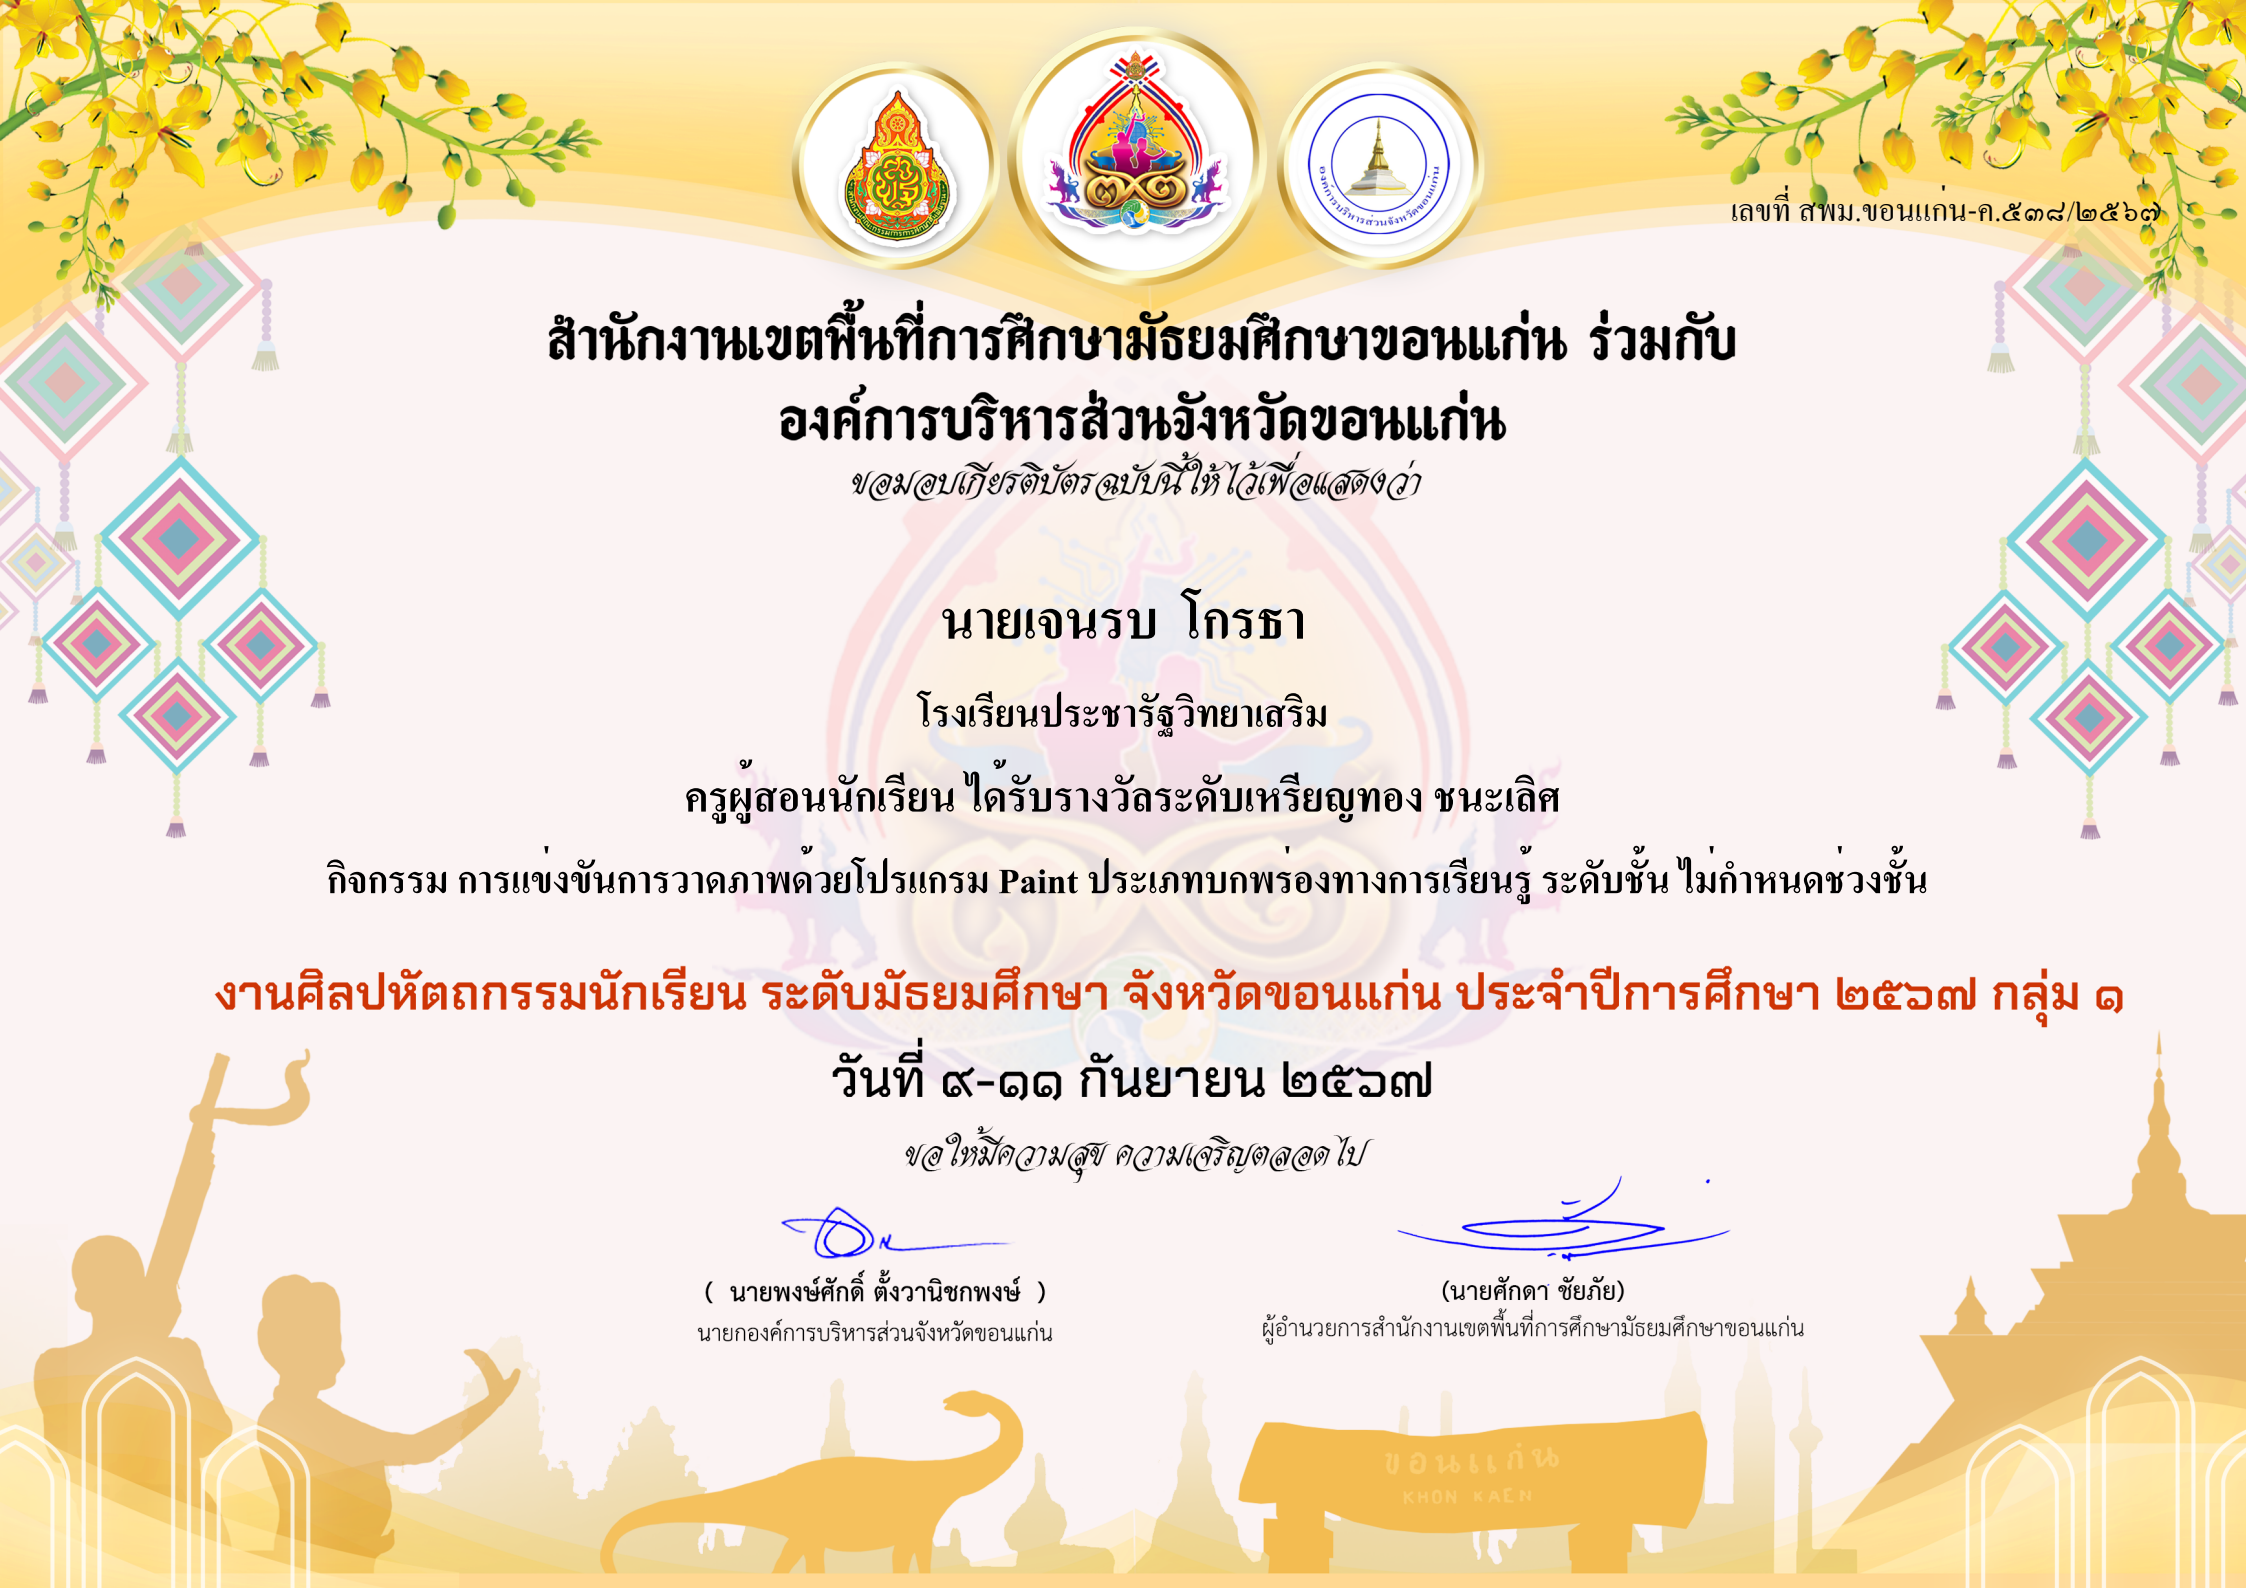 เลขที่ สพม.ขอนแก่น-ค.๕๓๘/๒๕๖๗
องค์การบริหารส่วนจังหวัดขอนแก่น
สำนักงานเขตพื้นที่การศึกษามัธยมศึกษาขอนแก่น ร่วมกับ
องค์การบริหารส่วนจังหวัดขอนแก่น
ขอมอบเกียรติบัตรฉบับนี้ให้ไว้เพื่อแสดงว่า
นายเจนรบ โกรธา
โรงเรียนประชารัฐวิทยาเสริม
ครูผู้สอนนักเรียน ได้รับรางวัลระดับเหรียญทอง ชนะเลิศ
กิจกรรม การแข่งขันการวาดภาพด้วยโปรแกรม Paint ประเภทบกพร่องทางการเรียนรู้ ระดับชั้น ไม่กำหนดช่วงชั้น
งานศิลปหัตถกรรมนักเรียน ระดับมัธยมศึกษา จังหวัดขอนแก่น ประจำปีการศึกษา ๒๕๖๗ กลุ่ม ๑
วันที่ ๙-๑๑ กันยายน ๒๕๖๗
ขอให้มีความสุข ความเจริญตลอดไป
( นายพงษ์ศักดิ์ ตั้งวานิชกพงษ์ )
นายกองค์การบริหารส่วนจังหวัดขอนแก่น
(นายศักดา ชัยภัย)
ผู้อำนวยการสำนักงานเขตพื้นที่การศึกษามัธยมศึกษาขอนแก่น
ขอนแก่น
KHON KAEN